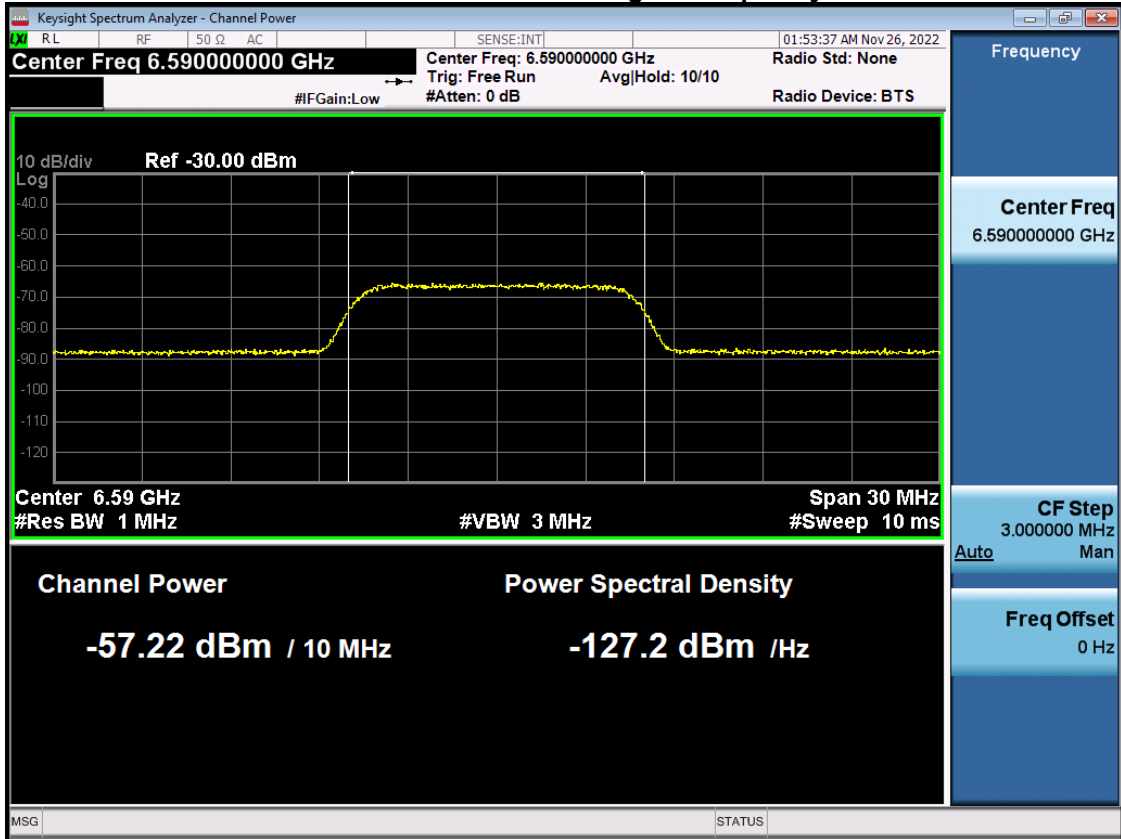 Keysight Spectrum Analyzer - Channel Power
LXI RL RF 50 Ω AC SENSE:INT 01:53:37 AM Nov 26, 2022
Center Freq 6.590000000 GHz
Center Freq: 6.590000000 GHz
Radio Std: None
Trig: Free Run Avg|Hold: 10/10
#IFGain:Low
#Atten: 0 dB
Radio Device: BTS
10 dB/div Ref -30.00 dBm
Log
-40.0
-50.0
-60.0
-70.0
-80.0
-90.0
-100
-110
-120
Center 6.59 GHz Span 30 MHz
#Res BW 1 MHz #VBW 3 MHz #Sweep 10 ms
Channel Power Power Spectral Density
-57.22 dBm / 10 MHz -127.2 dBm /Hz
Frequency
Center Freq
6.590000000 GHz
CF Step
3.000000 MHz
Auto Man
Freq Offset
0 Hz
MSG STATUS